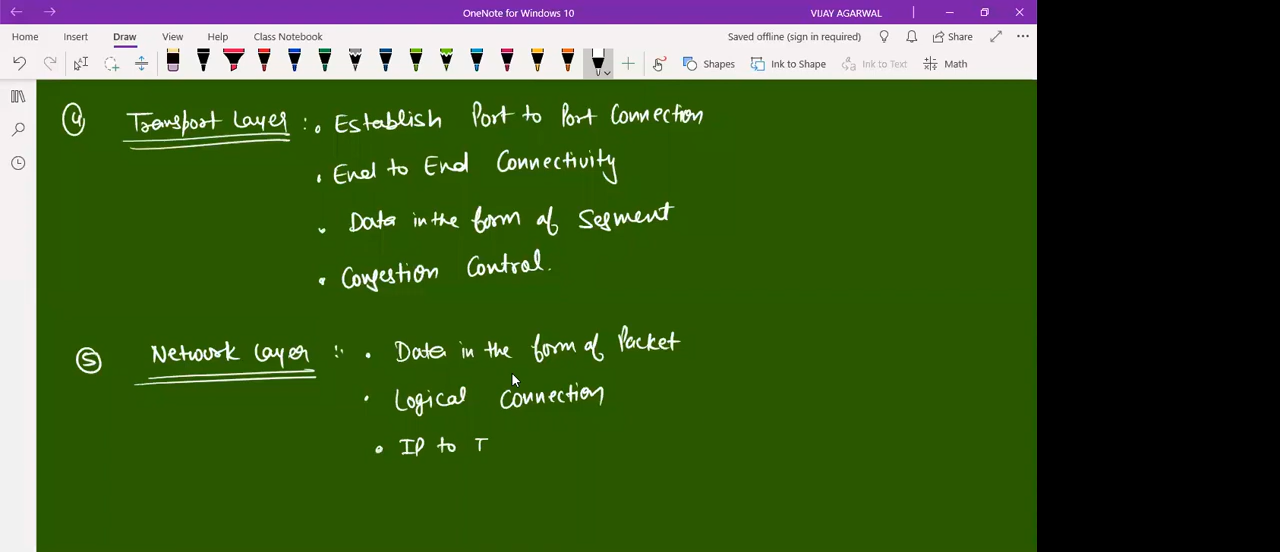 OneNote for Windows 10
VIJAY AGARWAL
Home Insert Draw View Help Class Notebook
Saved offline (sign in required) Share
Shapes Ink to Shape Ink to Text Math
4 Transport Layer :. Establish Port to Port Connection
. End to End Connectivity
. Data in the form of Segment
. Congestion Control.
5 Network Layer :. . Data in the form of Packet
. Logical Connection
. IP to I